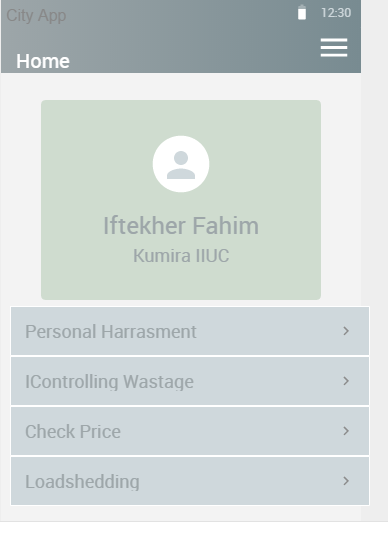 City App
12:30
Home
Iftekher Fahim
Kumira IIUC
Personal Harrasment
IControlling Wastage
Check Price
Loadshedding